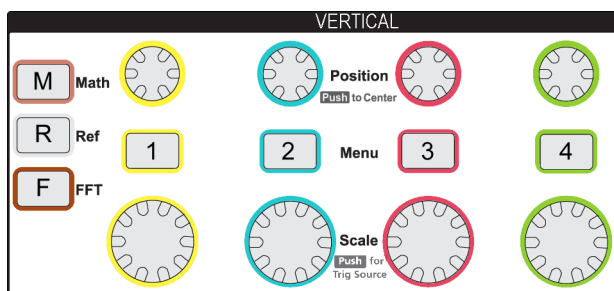 VERTICAL
M Math
Position
Push to Center
R Ref
1 2 Menu 3 4
F FFT
Scale
Push for
Trig Source